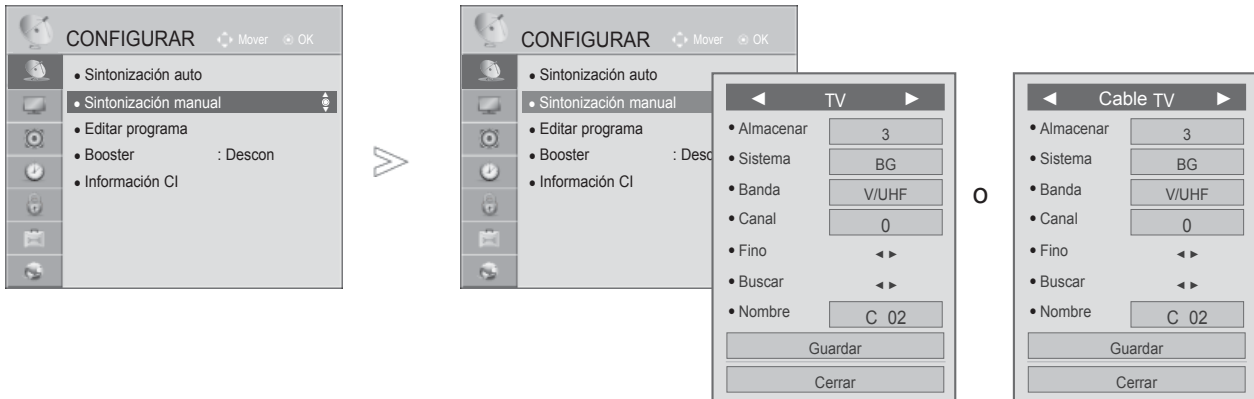 CONFIGURAR Mover OK
• Sintonización auto
• Sintonización manual
• Editar programa
• Booster : Descon
• Información CI
CONFIGURAR Mover OK
• Sintonización auto
• Sintonización manual
• Editar programa
• Booster : Desc
• Información CI
◄ TV ►
• Almacenar 3
• Sistema BG
• Banda V/UHF
• Canal 0
• Fino ◄ ►
• Buscar ◄ ►
• Nombre C 02
Guardar
Cerrar
o
◄ Cable TV ►
• Almacenar 3
• Sistema BG
• Banda V/UHF
• Canal 0
• Fino ◄ ►
• Buscar ◄ ►
• Nombre C 02
Guardar
Cerrar